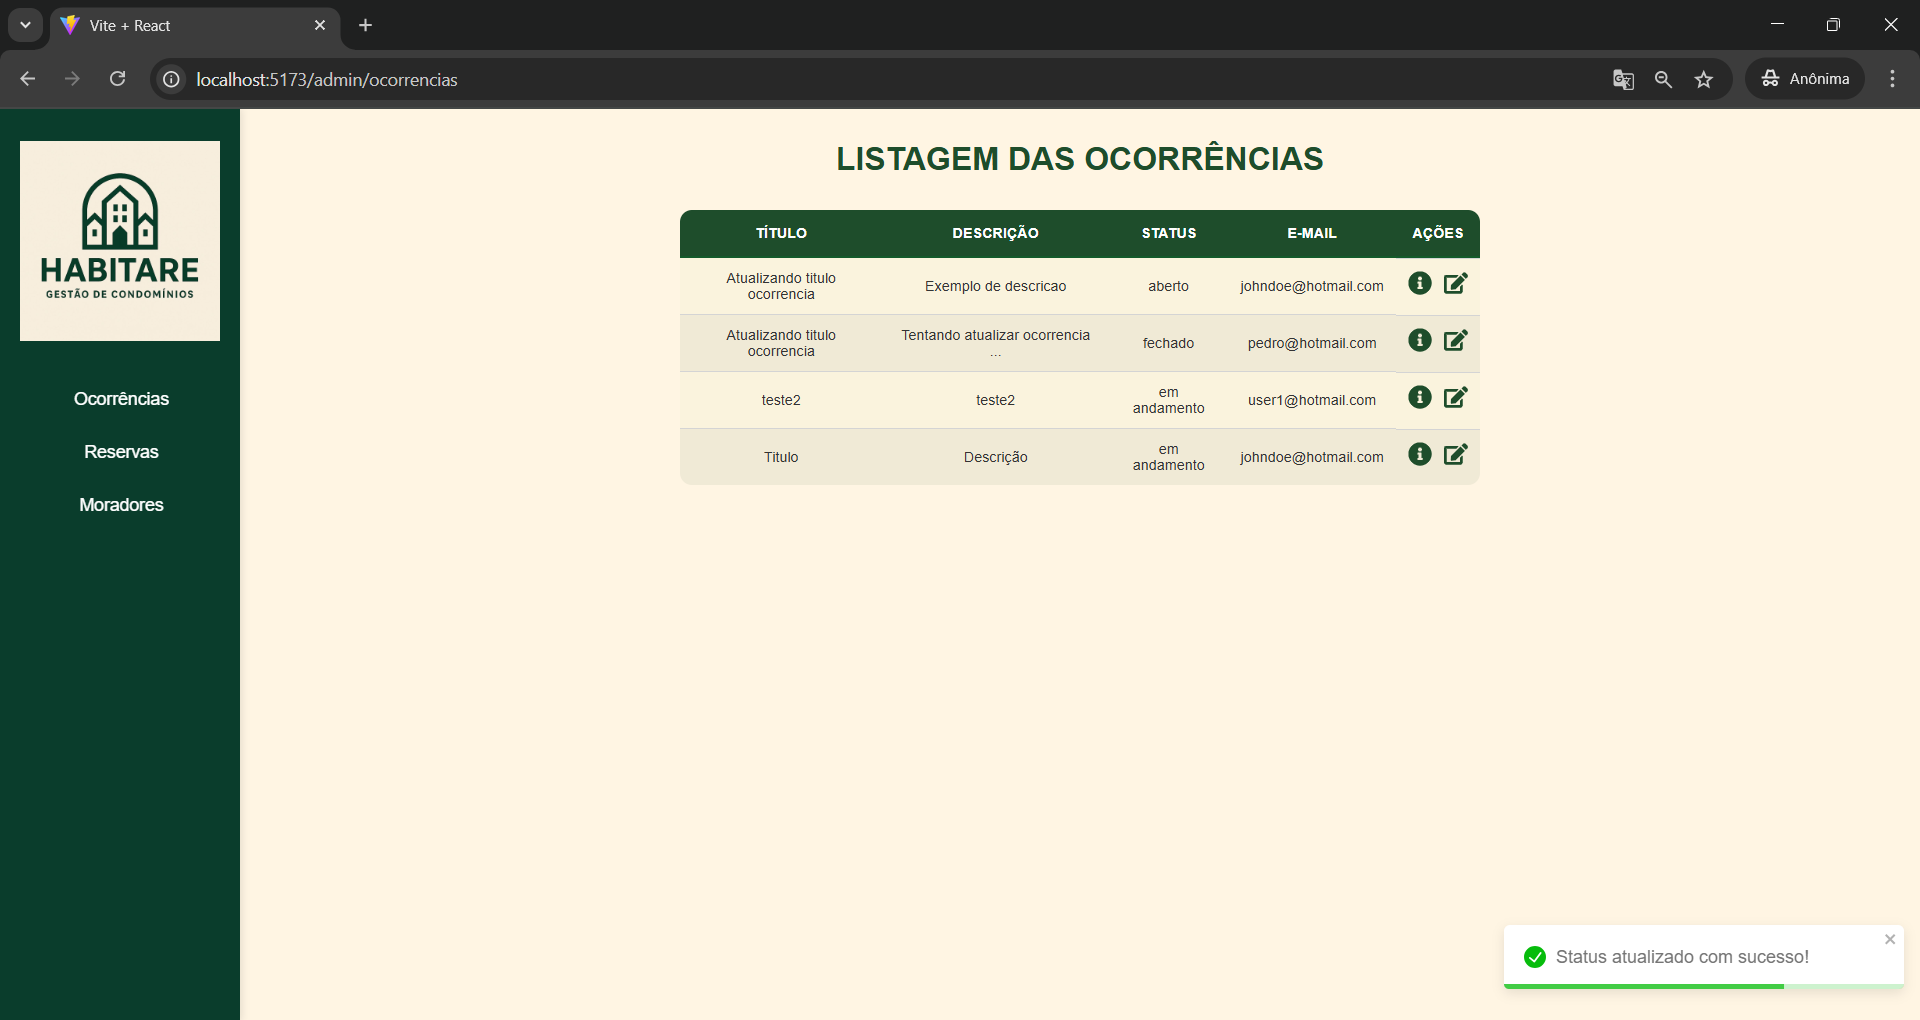 Vite + React
localhost:5173/admin/ocorrencias
Anônima
HABITARE
GESTÃO DE CONDOMÍNIOS
Ocorrências
Reservas
Moradores
LISTAGEM DAS OCORRÊNCIAS
TÍTULO DESCRIÇÃO STATUS E-MAIL AÇÕES
Atualizando titulo
ocorrencia
Exemplo de descricao
aberto
johndoe@hotmail.com
Atualizando titulo
ocorrencia
Tentando atualizar ocorrencia
...
fechado
pedro@hotmail.com
teste2
teste2
em
andamento
user1@hotmail.com
Titulo
Descrição
em
andamento
johndoe@hotmail.com
Status atualizado com sucesso!